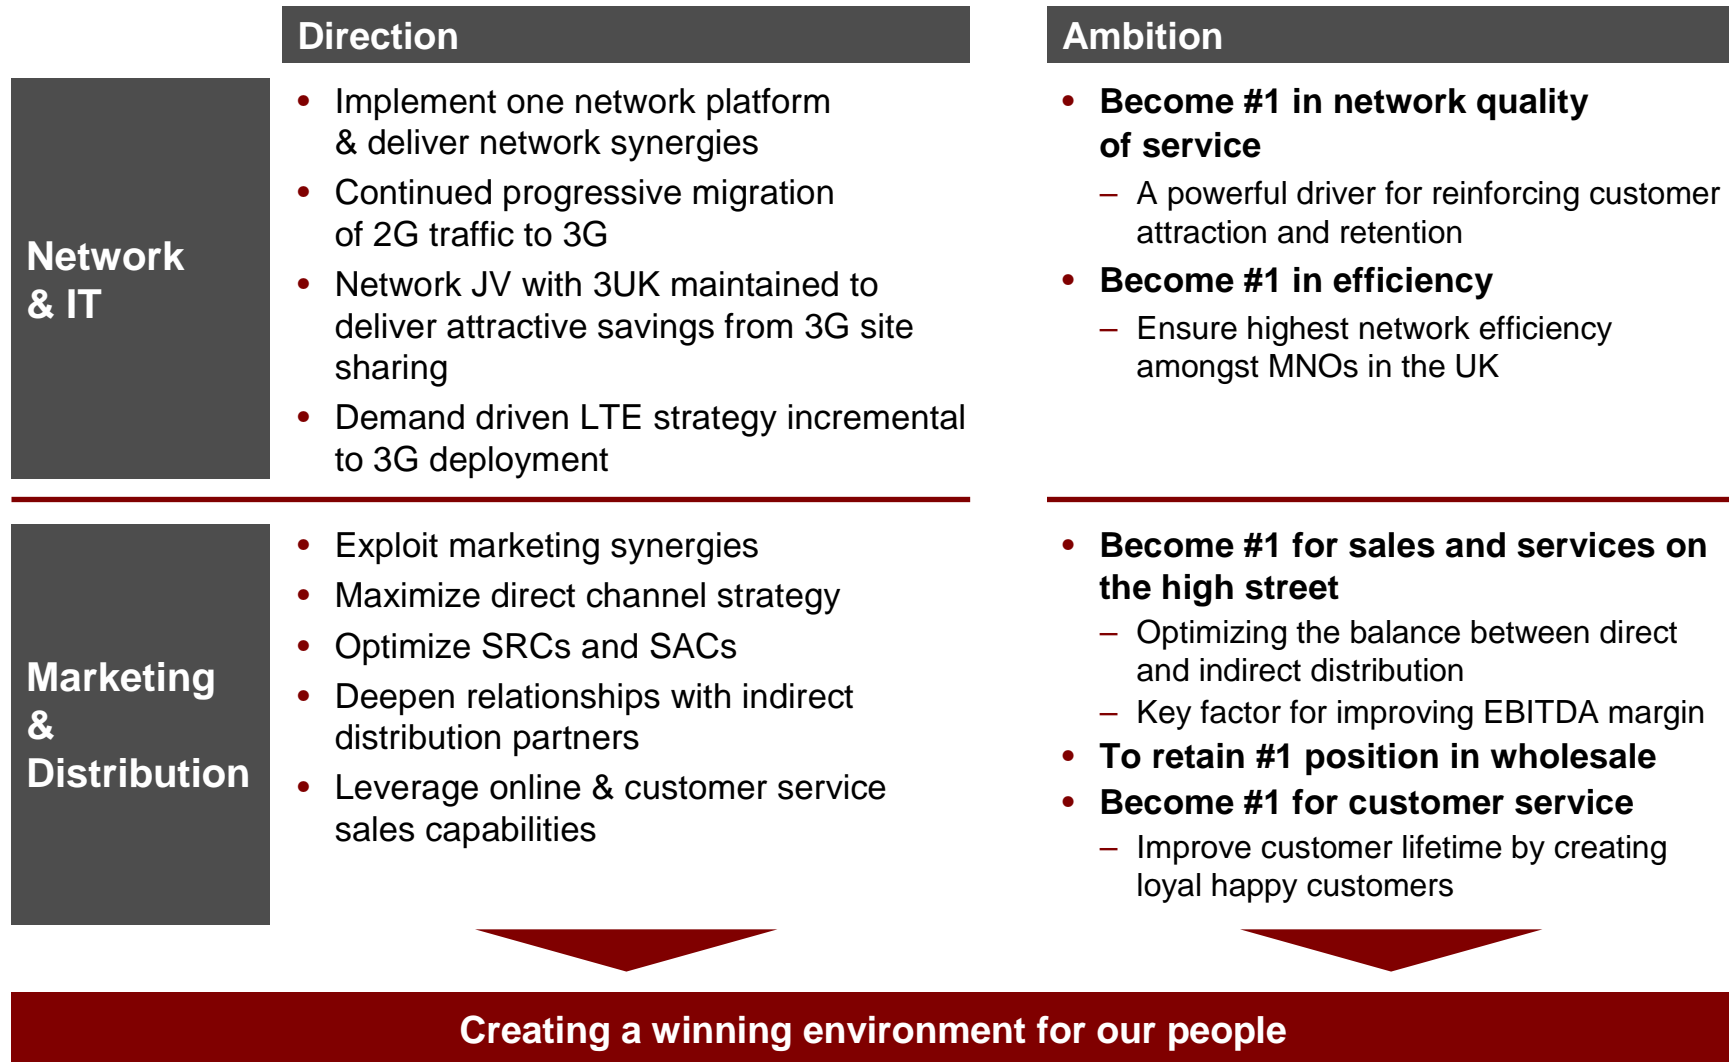 Direction
Ambition
Network
& IT
• Implement one network platform
& deliver network synergies
• Continued progressive migration
of 2G traffic to 3G
• Network JV with 3UK maintained to
deliver attractive savings from 3G site
sharing
• Demand driven LTE strategy incremental
to 3G deployment
• Become #1 in network quality
of service
– A powerful driver for reinforcing customer
attraction and retention
• Become #1 in efficiency
– Ensure highest network efficiency
amongst MNOs in the UK
Marketing
&
Distribution
• Exploit marketing synergies
• Maximize direct channel strategy
• Optimize SRCs and SACs
• Deepen relationships with indirect
distribution partners
• Leverage online & customer service
sales capabilities
• Become #1 for sales and services on
the high street
– Optimizing the balance between direct
and indirect distribution
– Key factor for improving EBITDA margin
• To retain #1 position in wholesale
• Become #1 for customer service
– Improve customer lifetime by creating
loyal happy customers
Creating a winning environment for our people